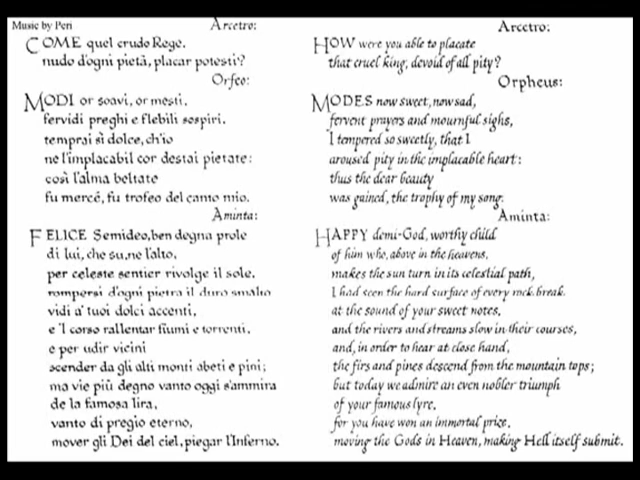 Music by Peri
Arcetro:
COME quel crudo Rege,
nudo d'ogni pietà, placar potesti?
Orfeo:
MODI or soavi, or mesti,
fervidi preghi e flebili sospiri,
temprai sì dolce, ch'io
ne l'implacabil cor destai pietate:
così l'alma beltate
fu mercé, fu trofeo del canto mio.
Aminta:
FELICE Semideo, ben degna prole
di lui, che su, ne l'alto,
per celeste sentier rivolge il sole,
rompersi d'ogni pietra il duro smalto
vidi a' tuoi dolci accenti,
e 'l corso rallentar fiumi e torrenti,
e per udir vicini
scender da gli alti monti abeti e pini;
ma vie più degno vanto oggi s'ammira
de la famosa lira,
vanto di pregio eterno,
mover gli Dei del ciel, piegar l'Inferno.
Arcetro:
HOW were you able to placate
that cruel king, devoid of all pity?
Orpheus:
MODES now sweet, now sad,
fervent prayers and mournful sighs,
I tempered so sweetly, that I
aroused pity in the implacable heart:
thus the dear beauty
was gained, the trophy of my song.
Aminta:
HAPPY demi-God, worthy child
of him who, above in the heavens,
makes the sun turn in its celestial path,
I had seen the hard surface of every rock break
at the sound of your sweet notes,
and the rivers and streams slow in their courses,
and, in order to hear at close hand,
the firs and pines descend from the mountain tops;
but today we admire an even nobler triumph
of your famous lyre,
for you have won an immortal prize,
moving the Gods in Heaven, making Hell itself submit.